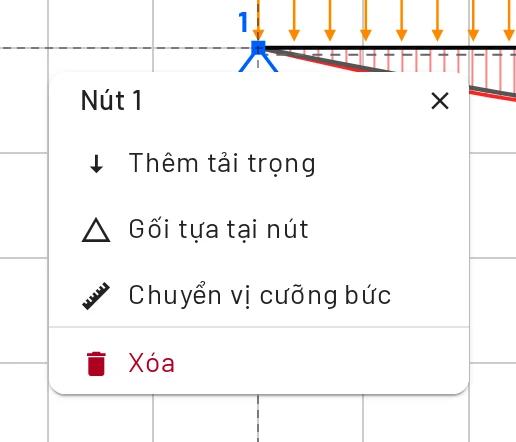 1
Nút 1
Thêm tải trọng
Gối tựa tại nút
Chuyển vị cưỡng bức
Xóa